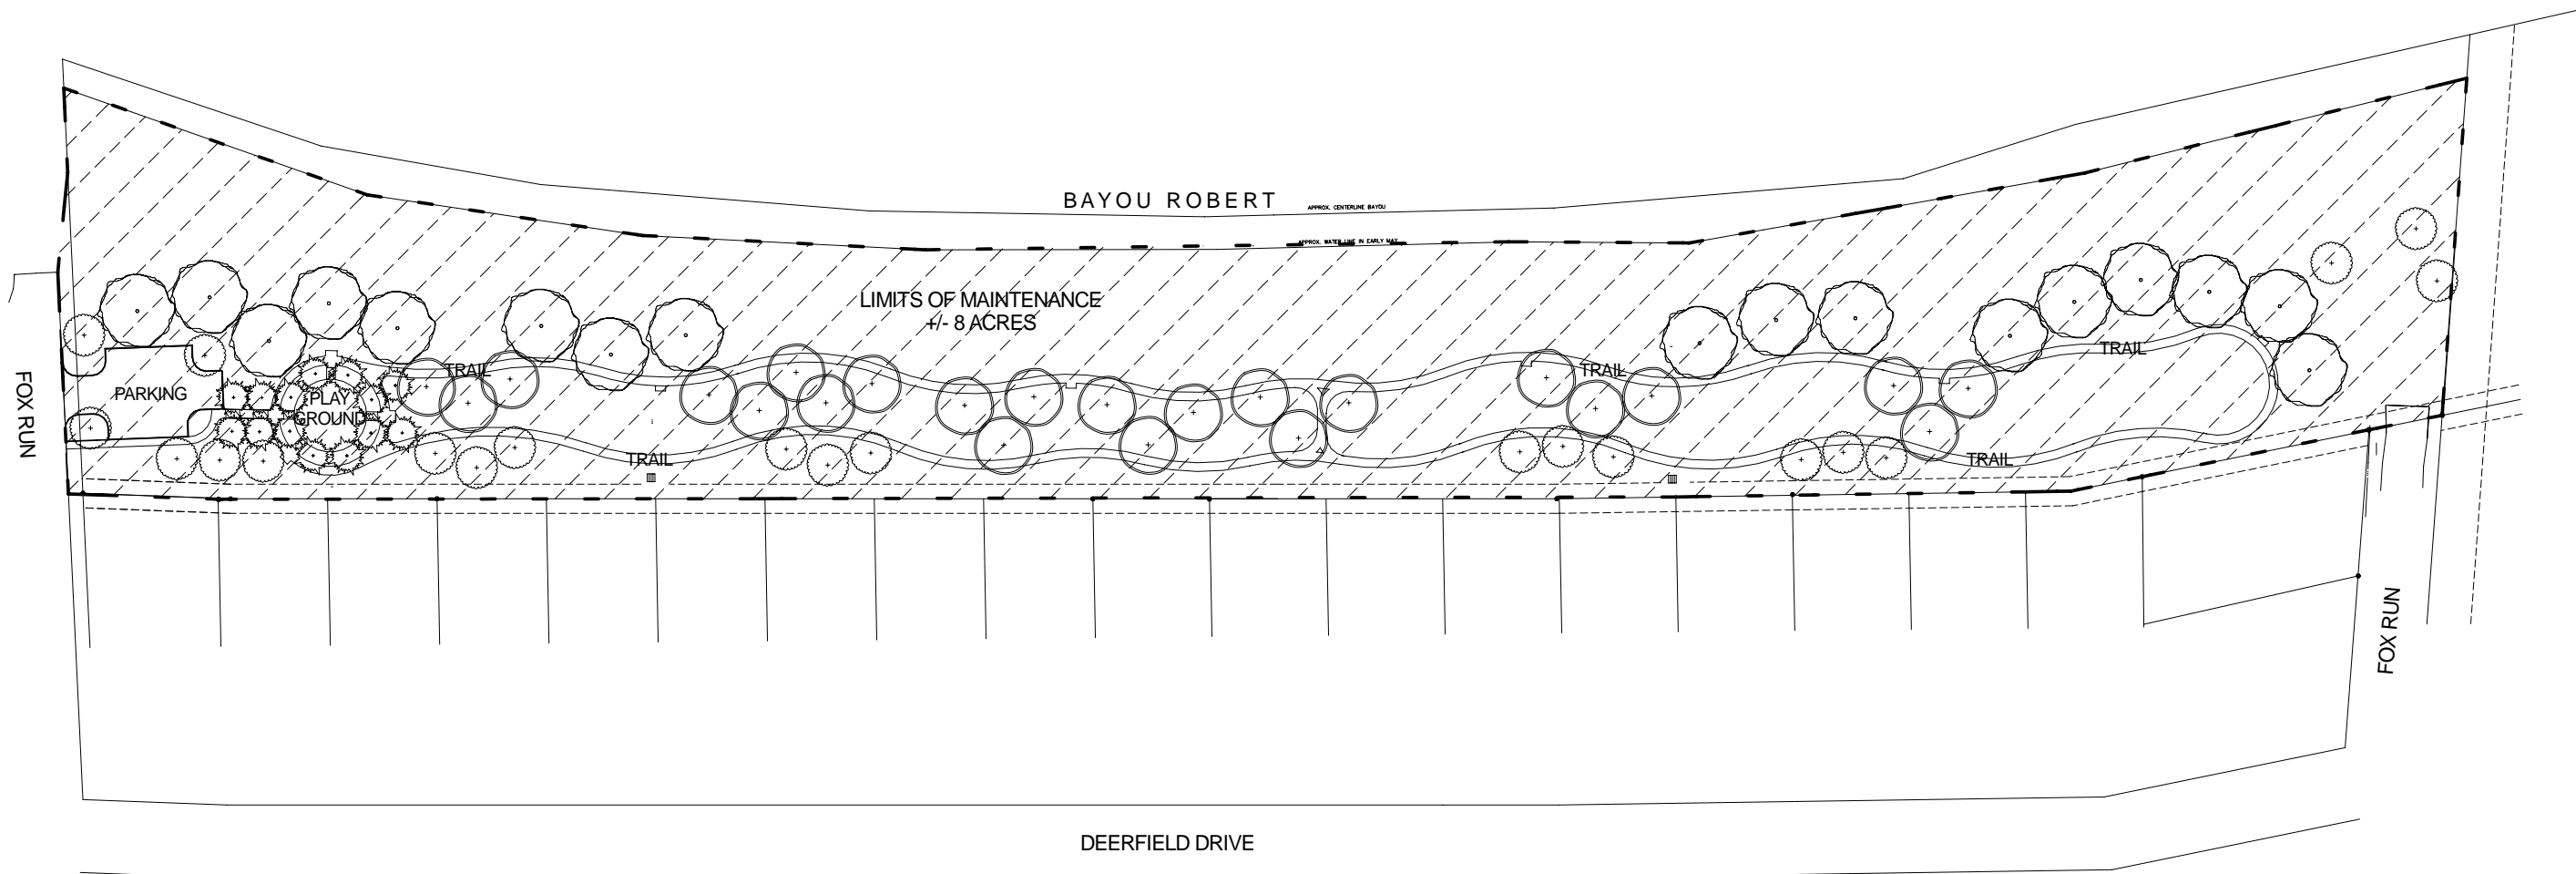 BAYOU ROBERT
APPROX. CENTERLINE BAYOU
APPROX. WATER LINE IN EARLY MAY
LIMITS OF MAINTENANCE
+/- 8 ACRES
TRAIL
TRAIL
TRAIL
PARKING
PLAY
GROUND
FOX RUN
TRAIL
TRAIL
FOX RUN
DEERFIELD DRIVE